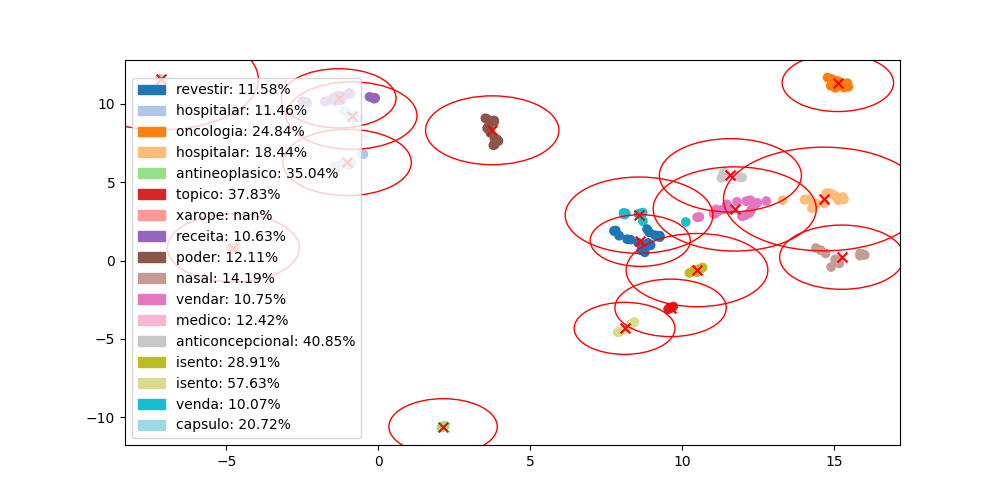 10
5
0
−5
−10
revestir: 11.58%
hospitalar: 11.46%
oncologia: 24.84%
hospitalar: 18.44%
antineoplasico: 35.04%
topico: 37.83%
xarope: nan%
receita: 10.63%
poder: 12.11%
nasal: 14.19%
vendar: 10.75%
medico: 12.42%
anticoncepcional: 40.85%
isento: 28.91%
isento: 57.63%
venda: 10.07%
capsulo: 20.72%
−5
0
5
10
15